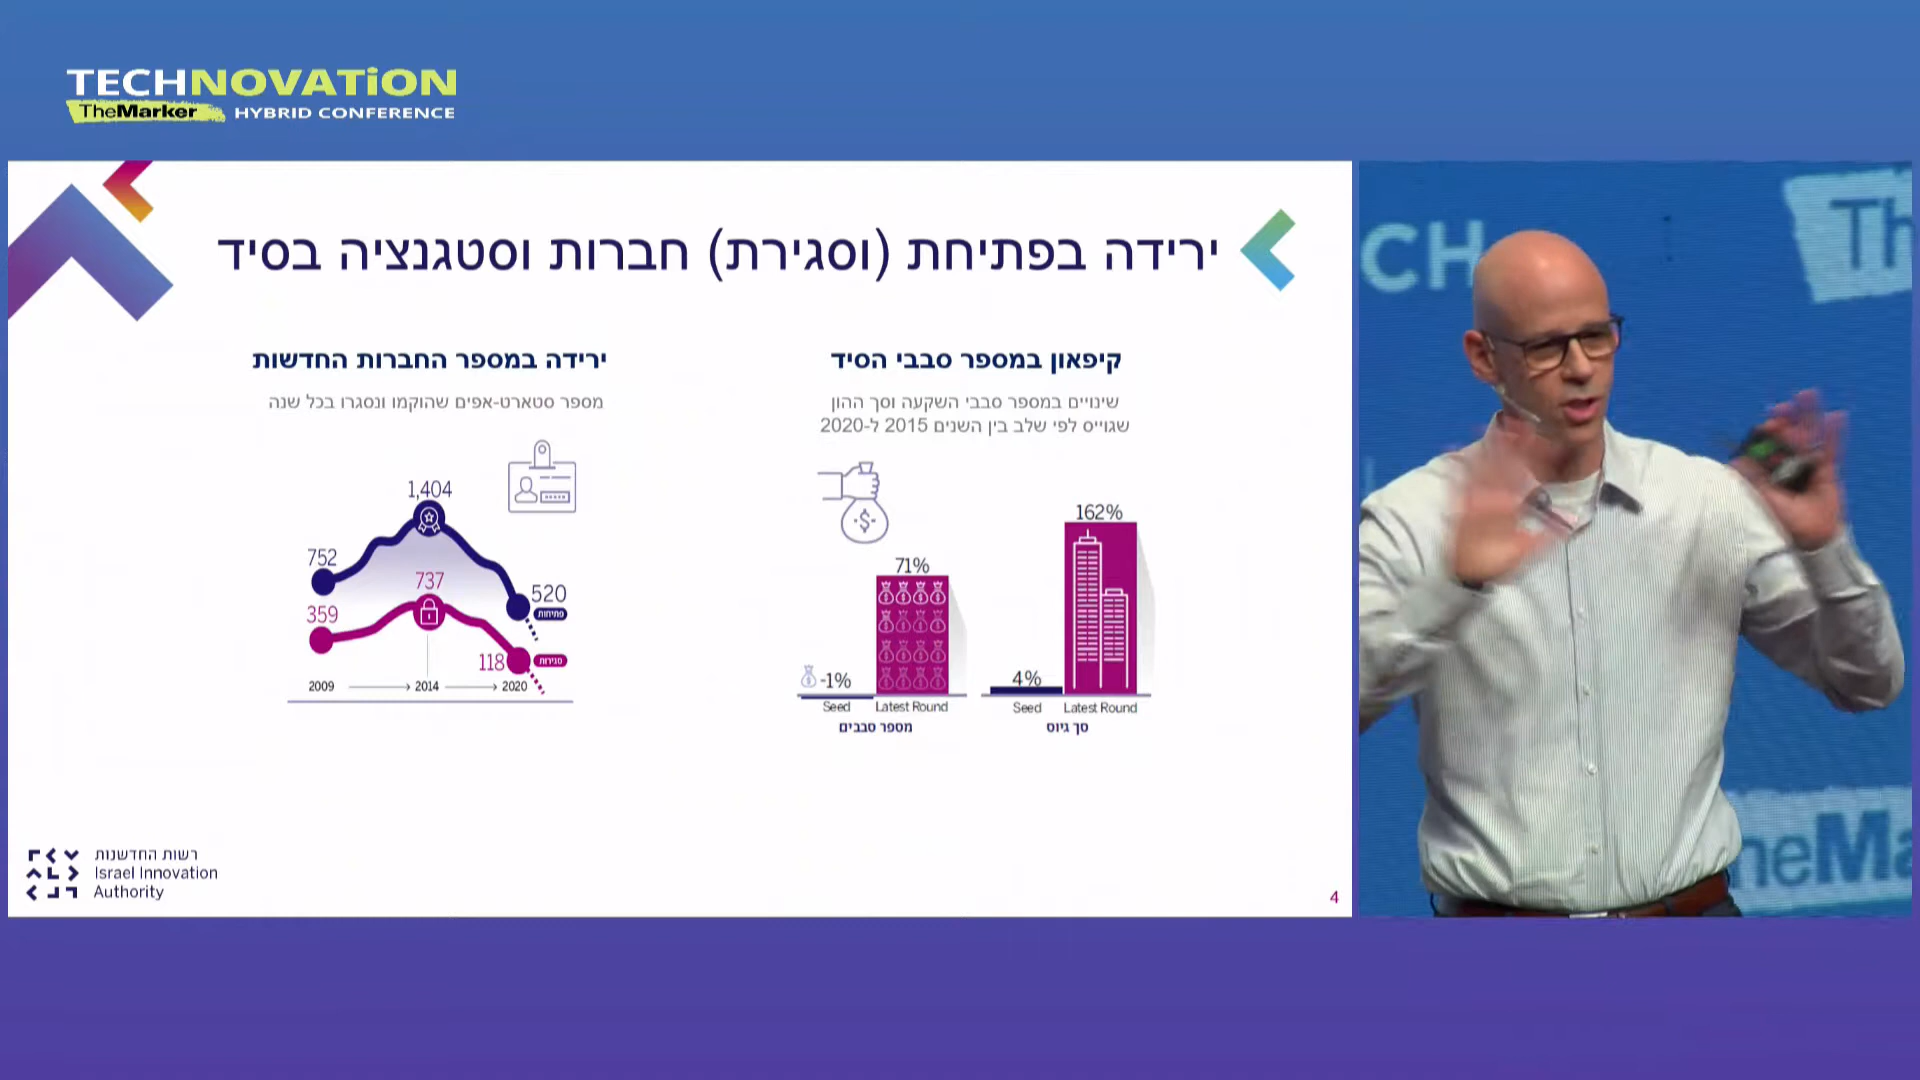 TECHNOVATiON
TheMarker HYBRID CONFERENCE
ירידה בפתיחת (וסגירת) חברות וסטגנציה בסיד
קיפאון במספר סבבי הסיד
שינויים במספר סבבי השקעה וסך ההון
שגוייס לפי שלב בין השנים 2015 ל-2020
162%
71%
-1%
4%
Seed
Latest Round
Seed
Latest Round
מספר סבבים
סך גיוס
ירידה במספר החברות החדשות
מספר סטארט-אפים שהוקמו ונסגרו בכל שנה
1,404
752
737
520
פתיחות
359
118
סגירות
2009
2014
2020
רשות החדשנות
Israel Innovation
Authority
4
CH
Th
heMa